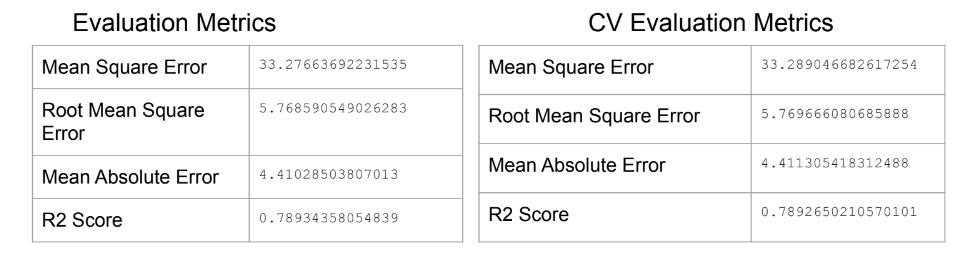 Evaluation Metrics
Mean Square Error 33.27663692231535
Root Mean Square 5.768590549026283
Error
Mean Absolute Error 4.41028503807013
R2 Score 0.78934358054839
CV Evaluation Metrics
Mean Square Error 33.289046682617254
Root Mean Square Error 5.769666080685888
Mean Absolute Error 4.411305418312488
R2 Score 0.7892650210570101